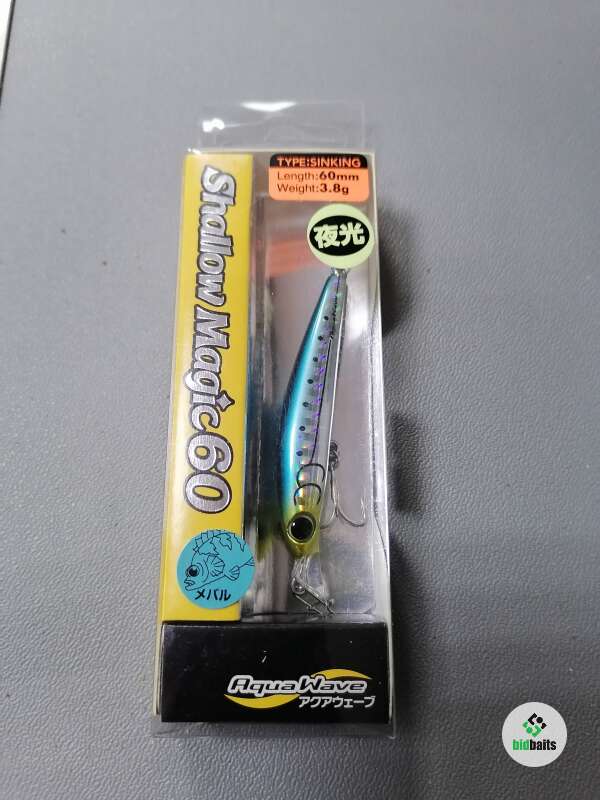 TYPE:SINKING
Length:60mm
Weight:3.8g
夜光
Shallow Magic 60
メバル
AquaWave
アクアウェーブ
bidbaits